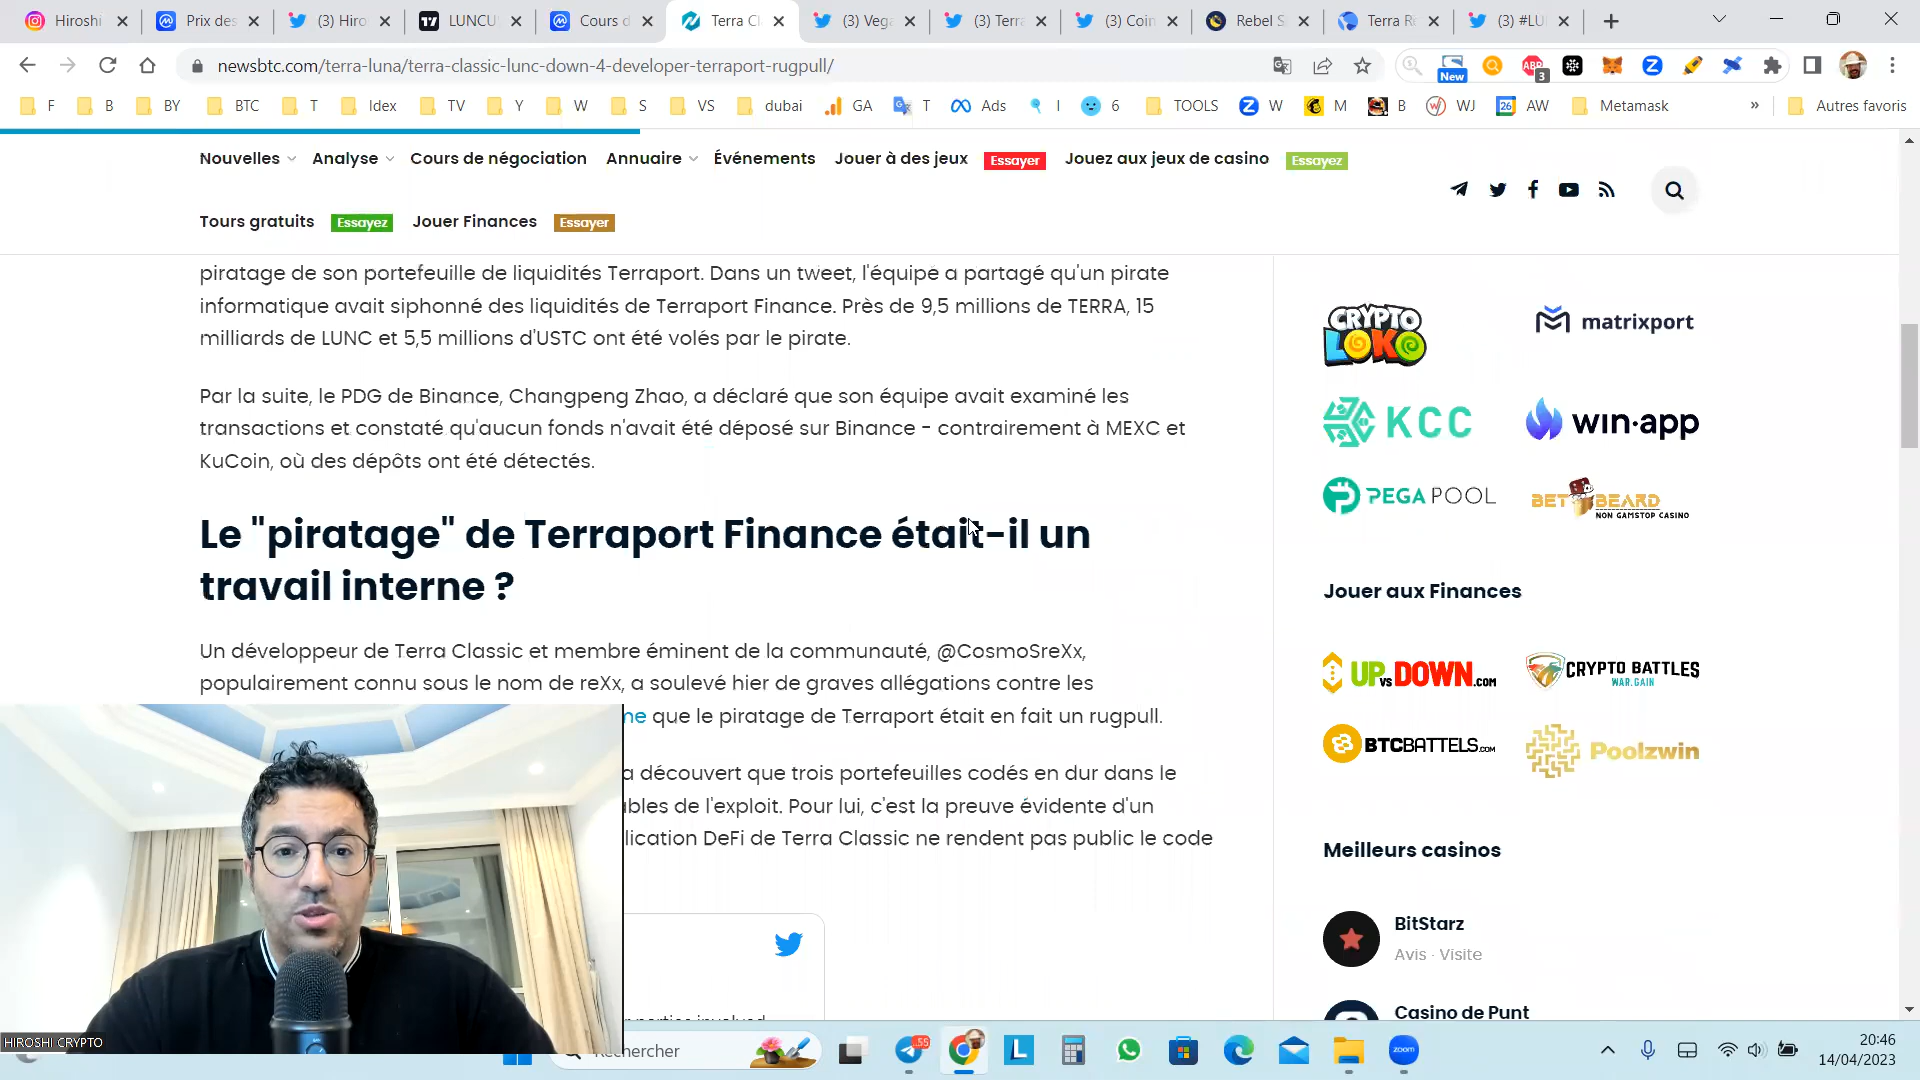 Hiroshi
Prix des
(3) Hiro
LUNCU
Cours d
Terra Cl
(3) Vega
(3) Terra
(3) Coin
Rebel S
Terra Re
(3) #LU
newsbtc.com/terra-luna/terra-classic-lunc-down-4-developer-terraport-rugpull/
New
ABP
3
F
B
BY
BTC
T
Idex
TV
Y
W
S
VS
dubai
GA
T
Ads
I
6
TOOLS
W
M
B
WJ
26
AW
Metamask
»
Autres favoris
Nouvelles
Analyse
Cours de négociation
Annuaire
Événements
Jouer à des jeux
Essayer
Jouez aux jeux de casino
Essayez
Tours gratuits
Essayez
Jouer Finances
Essayer
piratage de son portefeuille de liquidités Terraport. Dans un tweet, l'équipe a partagé qu'un pirate
informatique avait siphonné des liquidités de Terraport Finance. Près de 9,5 millions de TERRA, 15
milliards de LUNC et 5,5 millions d'USTC ont été volés par le pirate.
Par la suite, le PDG de Binance, Changpeng Zhao, a déclaré que son équipe avait examiné les
transactions et constaté qu'aucun fonds n'avait été déposé sur Binance - contrairement à MEXC et
KuCoin, où des dépôts ont été détectés.
Le "piratage" de Terraport Finance était-il un
travail interne ?
Un développeur de Terra Classic et membre éminent de la communauté, @CosmoSreXx,
populairement connu sous le nom de reXx, a soulevé hier de graves allégations contre les
me que le piratage de Terraport était en fait un rugpull.
a découvert que trois portefeuilles codés en dur dans le
ables de l'exploit. Pour lui, c'est la preuve évidente d'un
lication DeFi de Terra Classic ne rendent pas public le code
CRYPTO
LOKO
matrixport
KCC
win·app
PEGAPOOL
BETBEARD
NON GAMSTOP CASINO
Jouer aux Finances
UPvsDOWN.COM
CRYPTO BATTLES
WAR.GAIN
BTCBATTELS.COM
Poolzwin
Meilleurs casinos
BitStarz
Avis · Visite
Casino de Punt
HIROSHI CRYPTO
Rechercher
55
L
zoom
20:46
14/04/2023